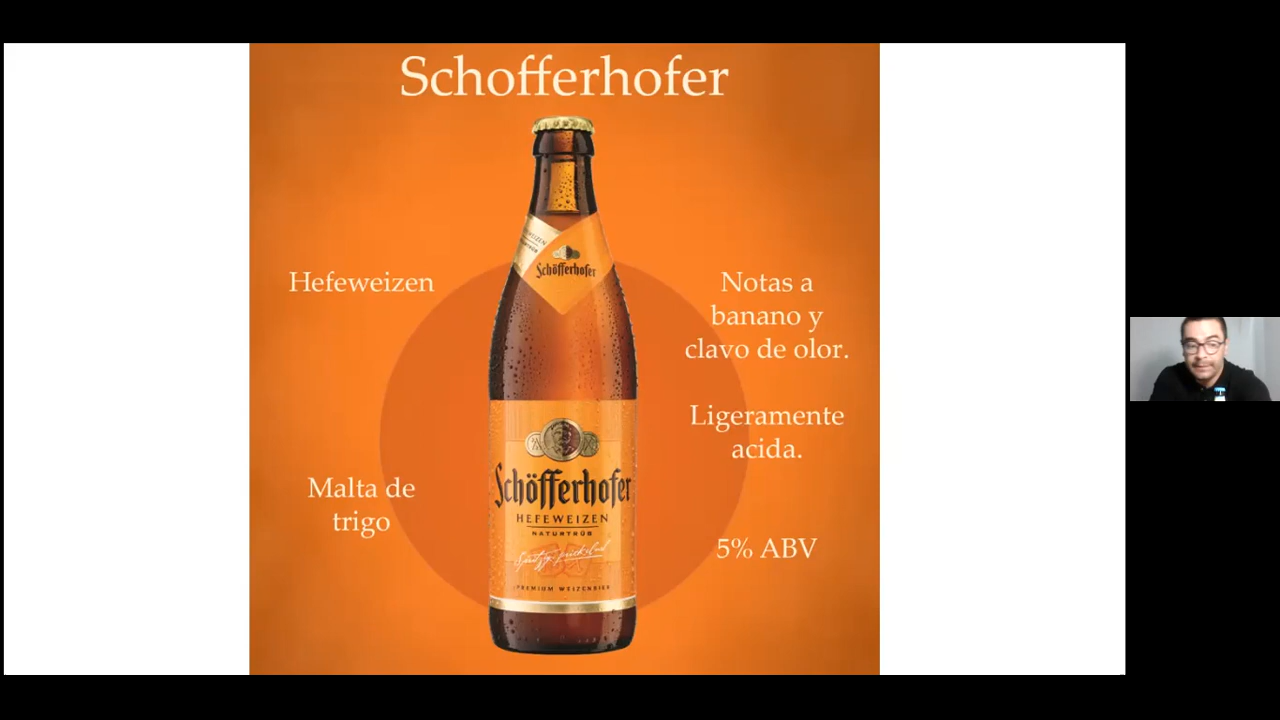 Schofferhofer
Hefeweizen
Malta de
trigo
Schöfferhofer
Schöfferhofer
HEFEWEIZEN
NATURTRÜB
PREMIUM WEIZENBIER
Notas a
banano y
clavo de olor.
Ligeramente
acida.
5% ABV